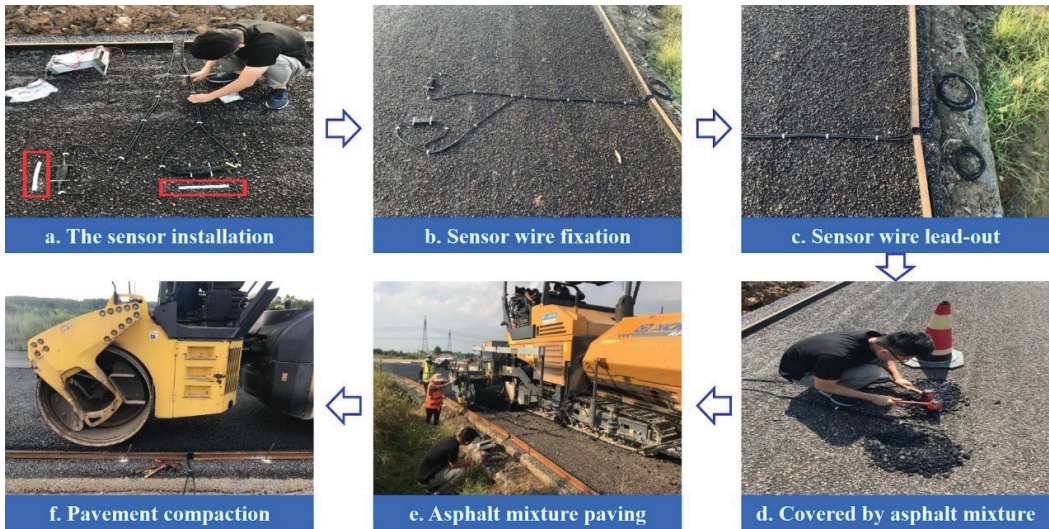 a. The sensor installation
b. Sensor wire fixation
c. Sensor wire lead-out
d. Covered by asphalt mixture
e. Asphalt mixture paving
f. Pavement compaction